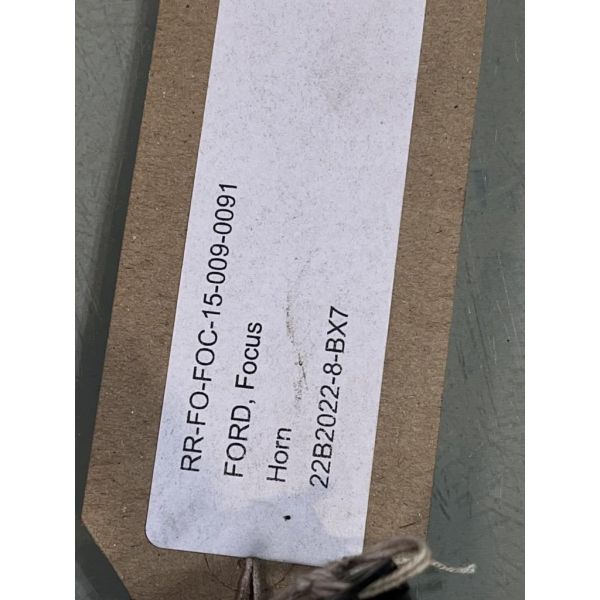 RR-FO-FOC-15-009-0091
FORD, Focus
Horn
22B2022-8-BX7